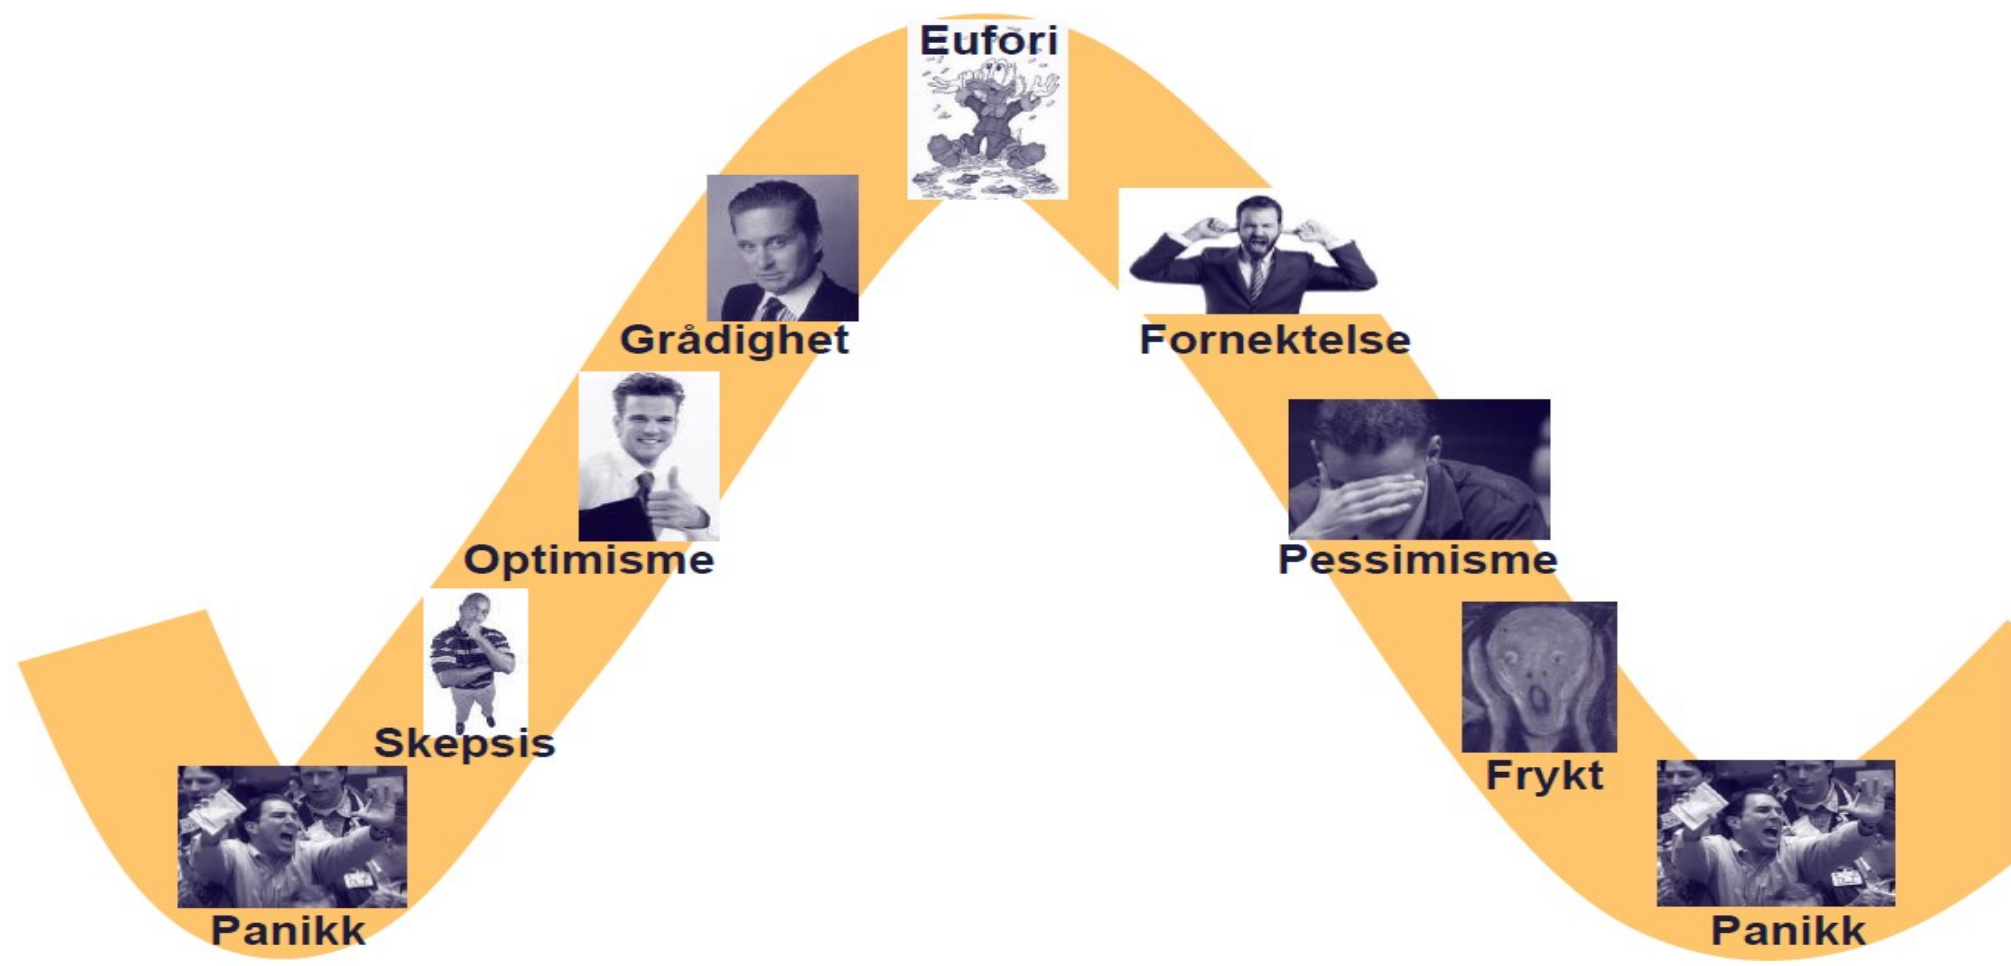 Eufori
Grådighet
Fornektelse
Optimisme
Pessimisme
Skepsis
Frykt
Panikk
Panikk